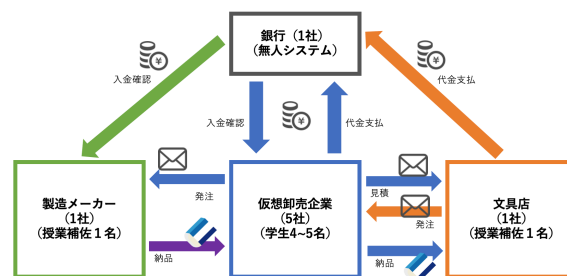 銀行（1社）
（無人システム）
入金確認
代金支払
入金確認
代金支払
製造メーカー
（1社）
（授業補佐１名）
発注
納品
仮想卸売企業
（5社）
（学生4~5名）
見積
発注
納品
文具店
（1社）
（授業補佐１名）